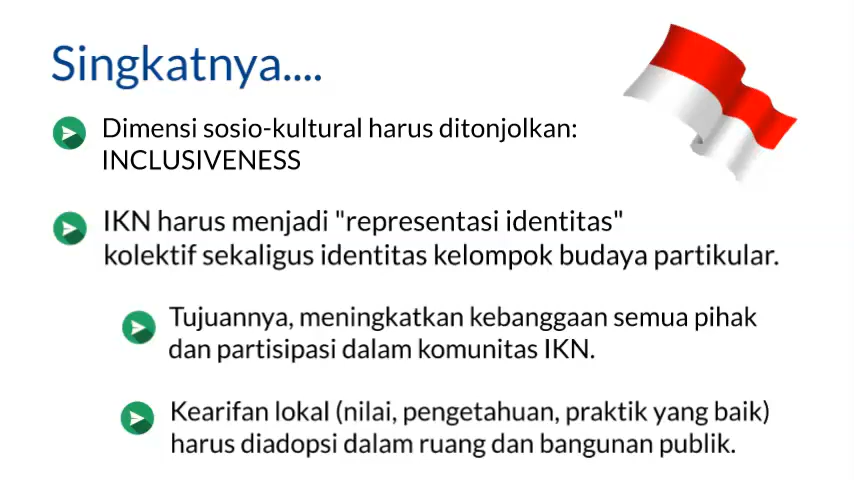 Singkatnya....
Dimensi sosio-kultural harus ditonjolkan:
INCLUSIVENESS
IKN harus menjadi "representasi identitas"
kolektif sekaligus identitas kelompok budaya partikular.
Tujuannya, meningkatkan kebanggaan semua pihak
dan partisipasi dalam komunitas IKN.
Kearifan lokal (nilai, pengetahuan, praktik yang baik)
harus diadopsi dalam ruang dan bangunan publik.